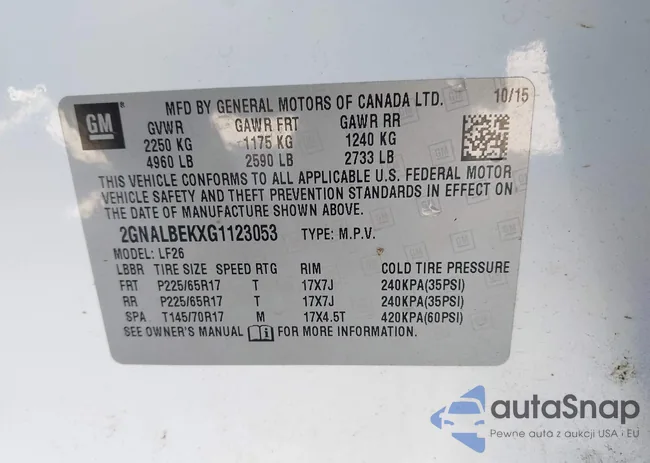 GM
MFD BY GENERAL MOTORS OF CANADA LTD. 10/15
GVWR GAWR FRT GAWR RR
2250 KG 1175 KG 1240 KG
4960 LB 2590 LB 2733 LB
THIS VEHICLE CONFORMS TO ALL APPLICABLE U.S. FEDERAL MOTOR
VEHICLE SAFETY AND THEFT PREVENTION STANDARDS IN EFFECT ON
THE DATE OF MANUFACTURE SHOWN ABOVE.
2GNALBEKXG1123053 TYPE: M.P.V.
MODEL: LF26
LBBR TIRE SIZE SPEED RTG RIM COLD TIRE PRESSURE
FRT P225/65R17 T 17X7J 240KPA(35PSI)
RR P225/65R17 T 17X7J 240KPA(35PSI)
SPA T145/70R17 M 17X4.5T 420KPA(60PSI)
SEE OWNER'S MANUAL FOR MORE INFORMATION.
autoSnap
Pewne auta z aukcji USA i EU